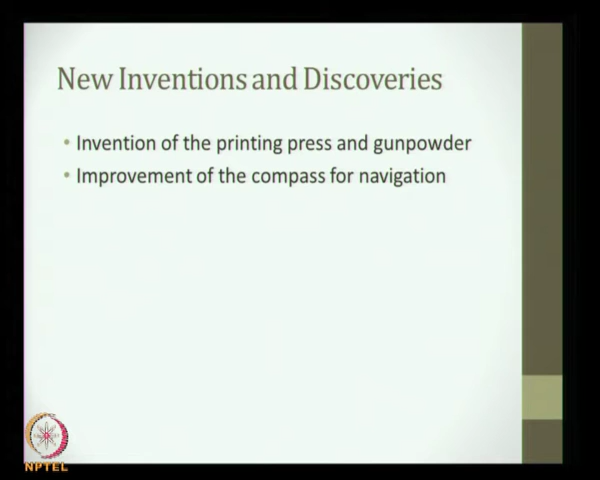 New Inventions and Discoveries
• Invention of the printing press and gunpowder
• Improvement of the compass for navigation
NPTEL